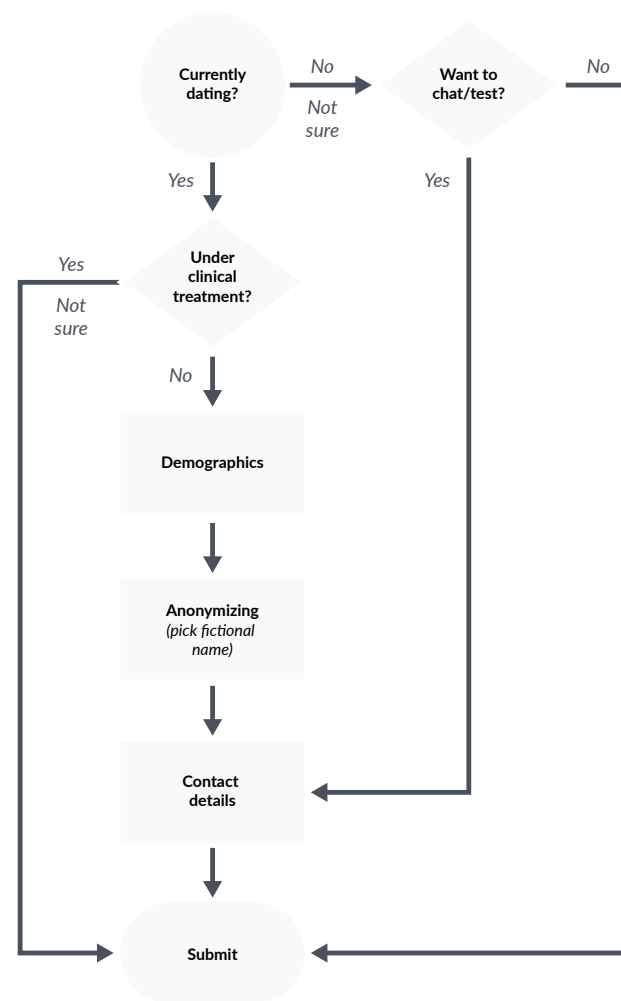 Currently
dating?
No
Not
sure
Want to
chat/test?
No
Yes
Yes
Under
clinical
treatment?
Yes
Not
sure
No
Demographics
Anonymizing
(pick fictional
name)
Contact
details
Submit